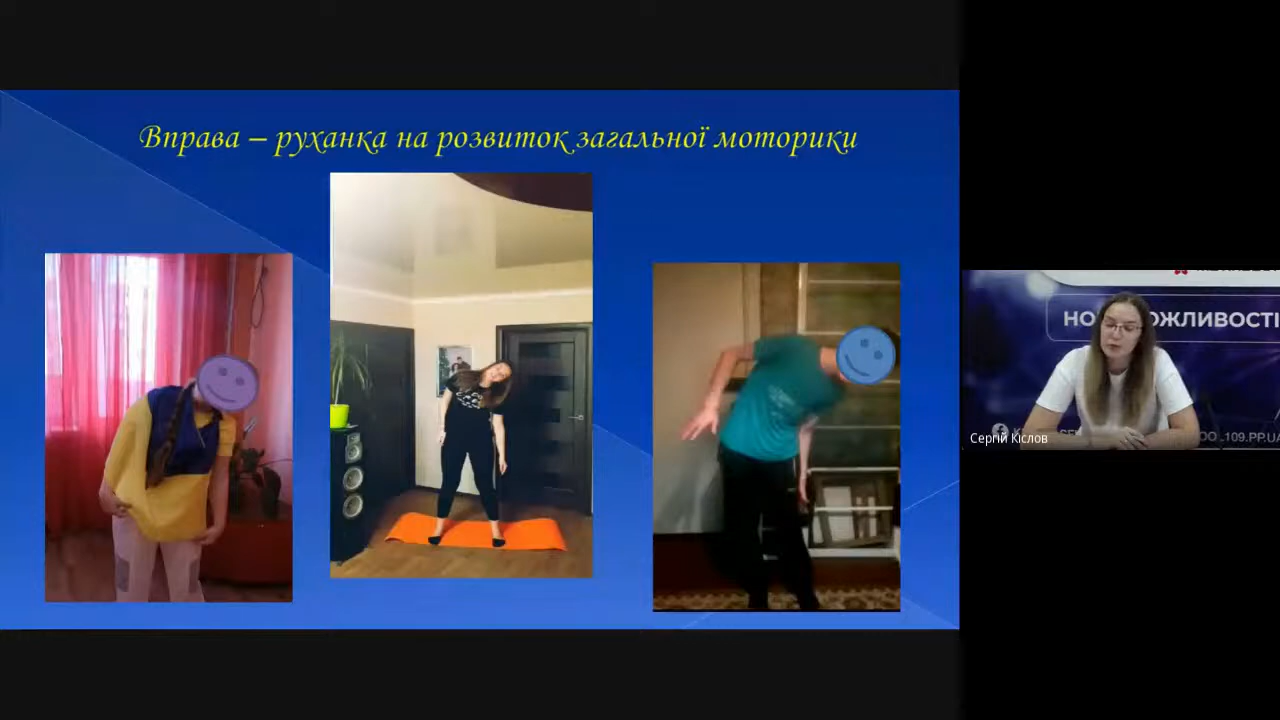 Вправа – руханка на розвиток загальної моторики
Сергій Кіслов